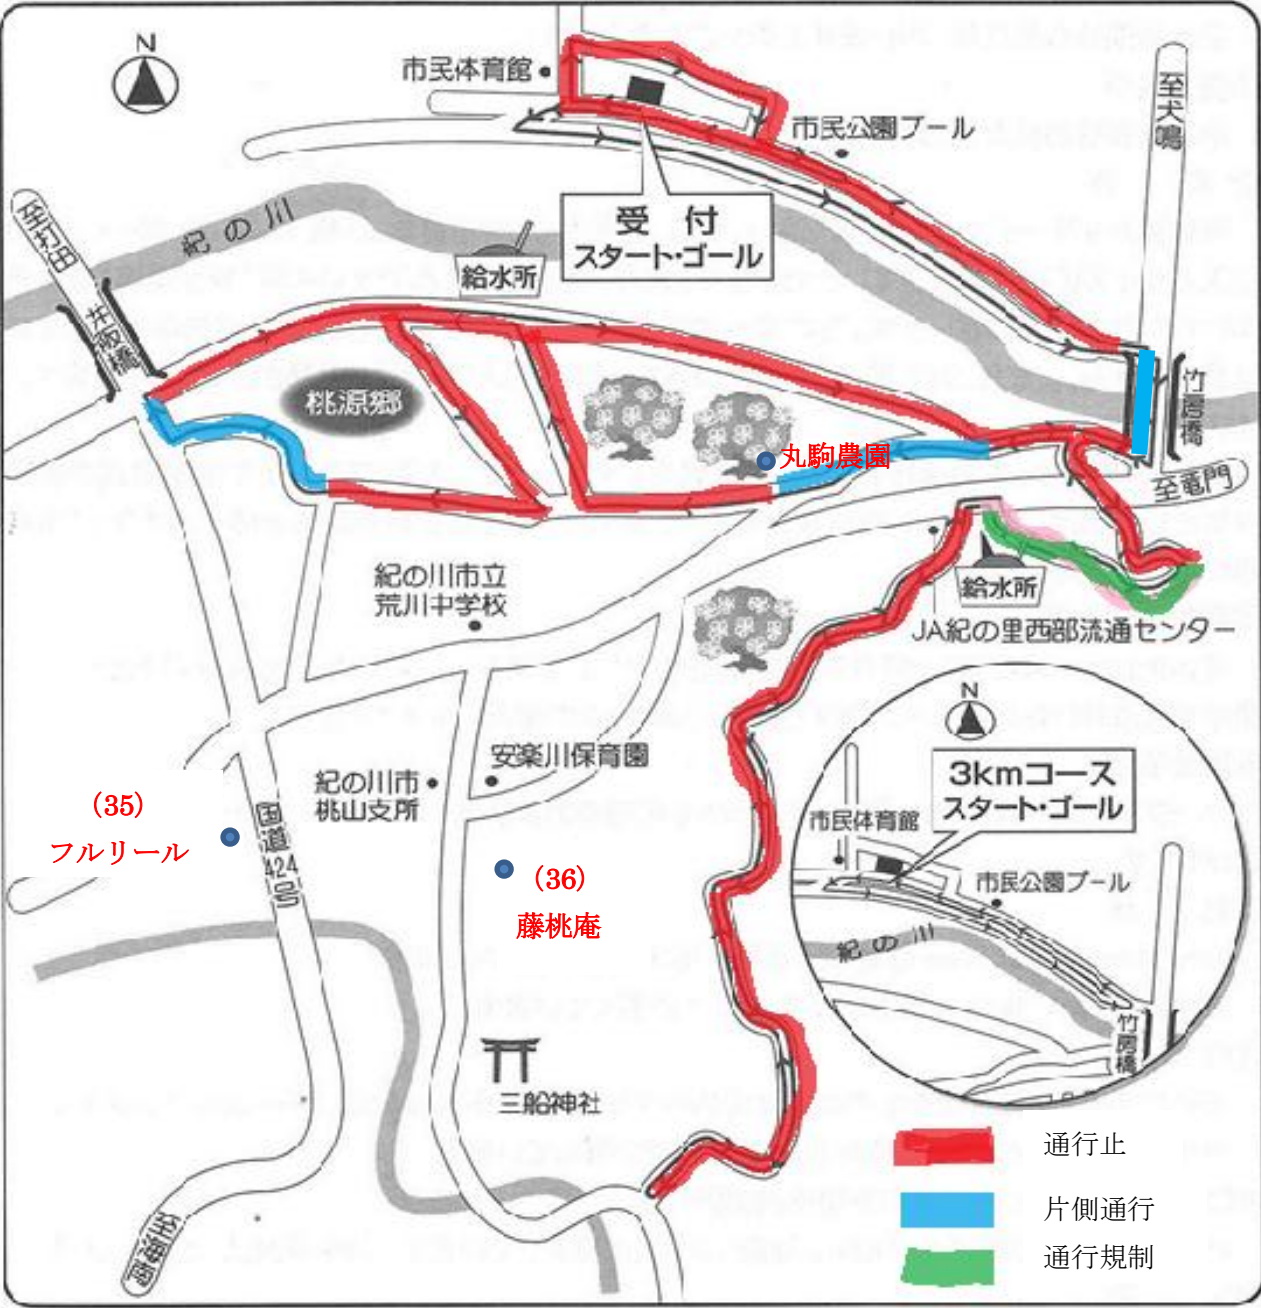 N
市民体育館
市民公園プール
至犬鳴
受 付
スタート・ゴール
紀の川
至打田
給水所
井阪橋
桃源郷
竹房橋
丸駒農園
至竜門
給水所
紀の川市立
荒川中学校
JA紀の里西部流通センター
N
3kmコース
スタート・ゴール
安楽川保育園
紀の川市
桃山支所
市民体育館
(35)
フルリール
国道424号
(36)
藤桃庵
市民公園プール
紀の川
竹房橋
三船神社
通行止
片側通行
通行規制
至海南